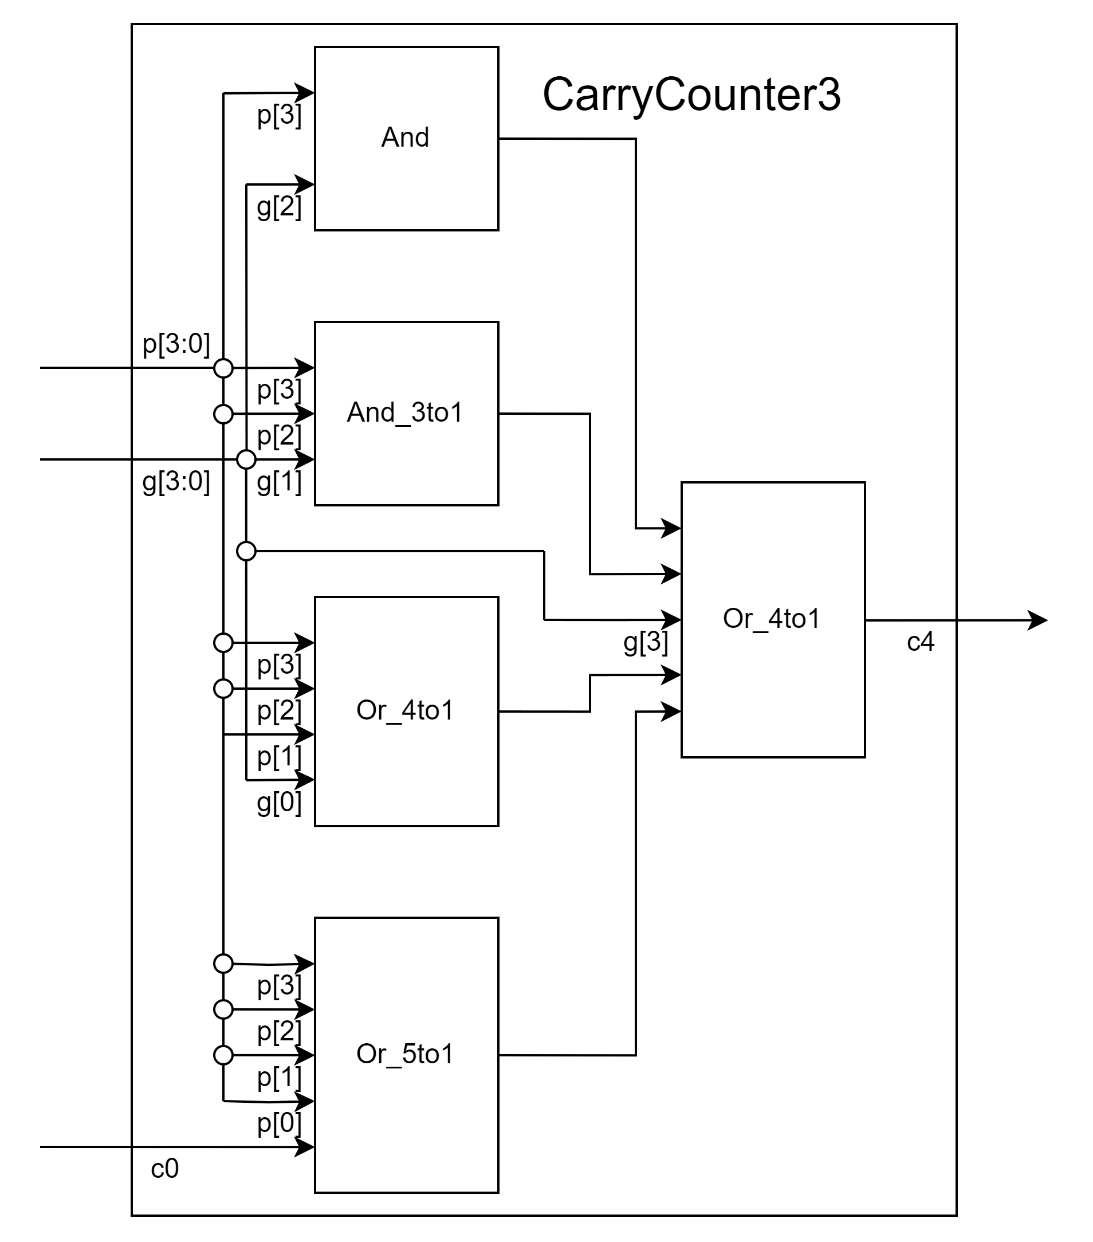 CarryCounter3
p[3]
And
g[2]
p[3:0]
p[3]
And_3to1
p[2]
g[3:0]
g[1]
Or_4to1
g[3]
c4
p[3]
p[2]
Or_4to1
p[1]
g[0]
p[3]
p[2]
Or_5to1
p[1]
p[0]
c0